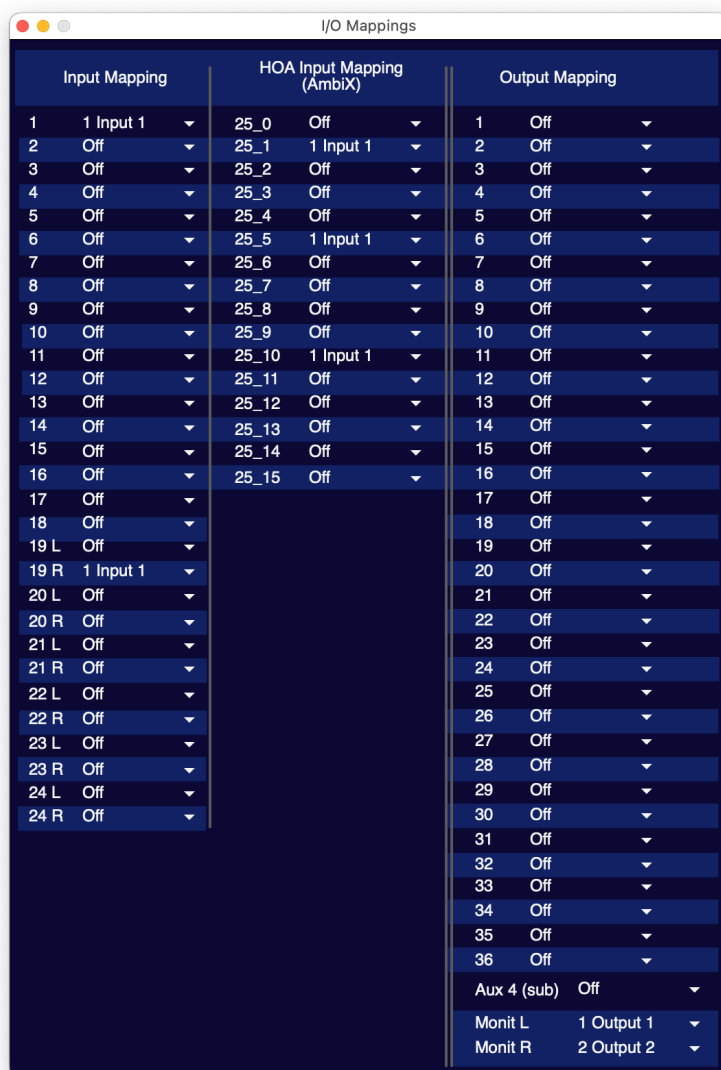 I/O Mappings
Input Mapping
1 1 Input 1
2 Off
3 Off
4 Off
5 Off
6 Off
7 Off
8 Off
9 Off
10 Off
11 Off
12 Off
13 Off
14 Off
15 Off
16 Off
17 Off
18 Off
19 L Off
19 R 1 Input 1
20 L Off
20 R Off
21 L Off
21 R Off
22 L Off
22 R Off
23 L Off
23 R Off
24 L Off
24 R Off
HOA Input Mapping
(AmbiX)
25_0 Off
25_1 1 Input 1
25_2 Off
25_3 Off
25_4 Off
25_5 1 Input 1
25_6 Off
25_7 Off
25_8 Off
25_9 Off
25_10 1 Input 1
25_11 Off
25_12 Off
25_13 Off
25_14 Off
25_15 Off
Output Mapping
1 Off
2 Off
3 Off
4 Off
5 Off
6 Off
7 Off
8 Off
9 Off
10 Off
11 Off
12 Off
13 Off
14 Off
15 Off
16 Off
17 Off
18 Off
19 Off
20 Off
21 Off
22 Off
23 Off
24 Off
25 Off
26 Off
27 Off
28 Off
29 Off
30 Off
31 Off
32 Off
33 Off
34 Off
35 Off
36 Off
Aux 4 (sub) Off
Monit L 1 Output 1
Monit R 2 Output 2